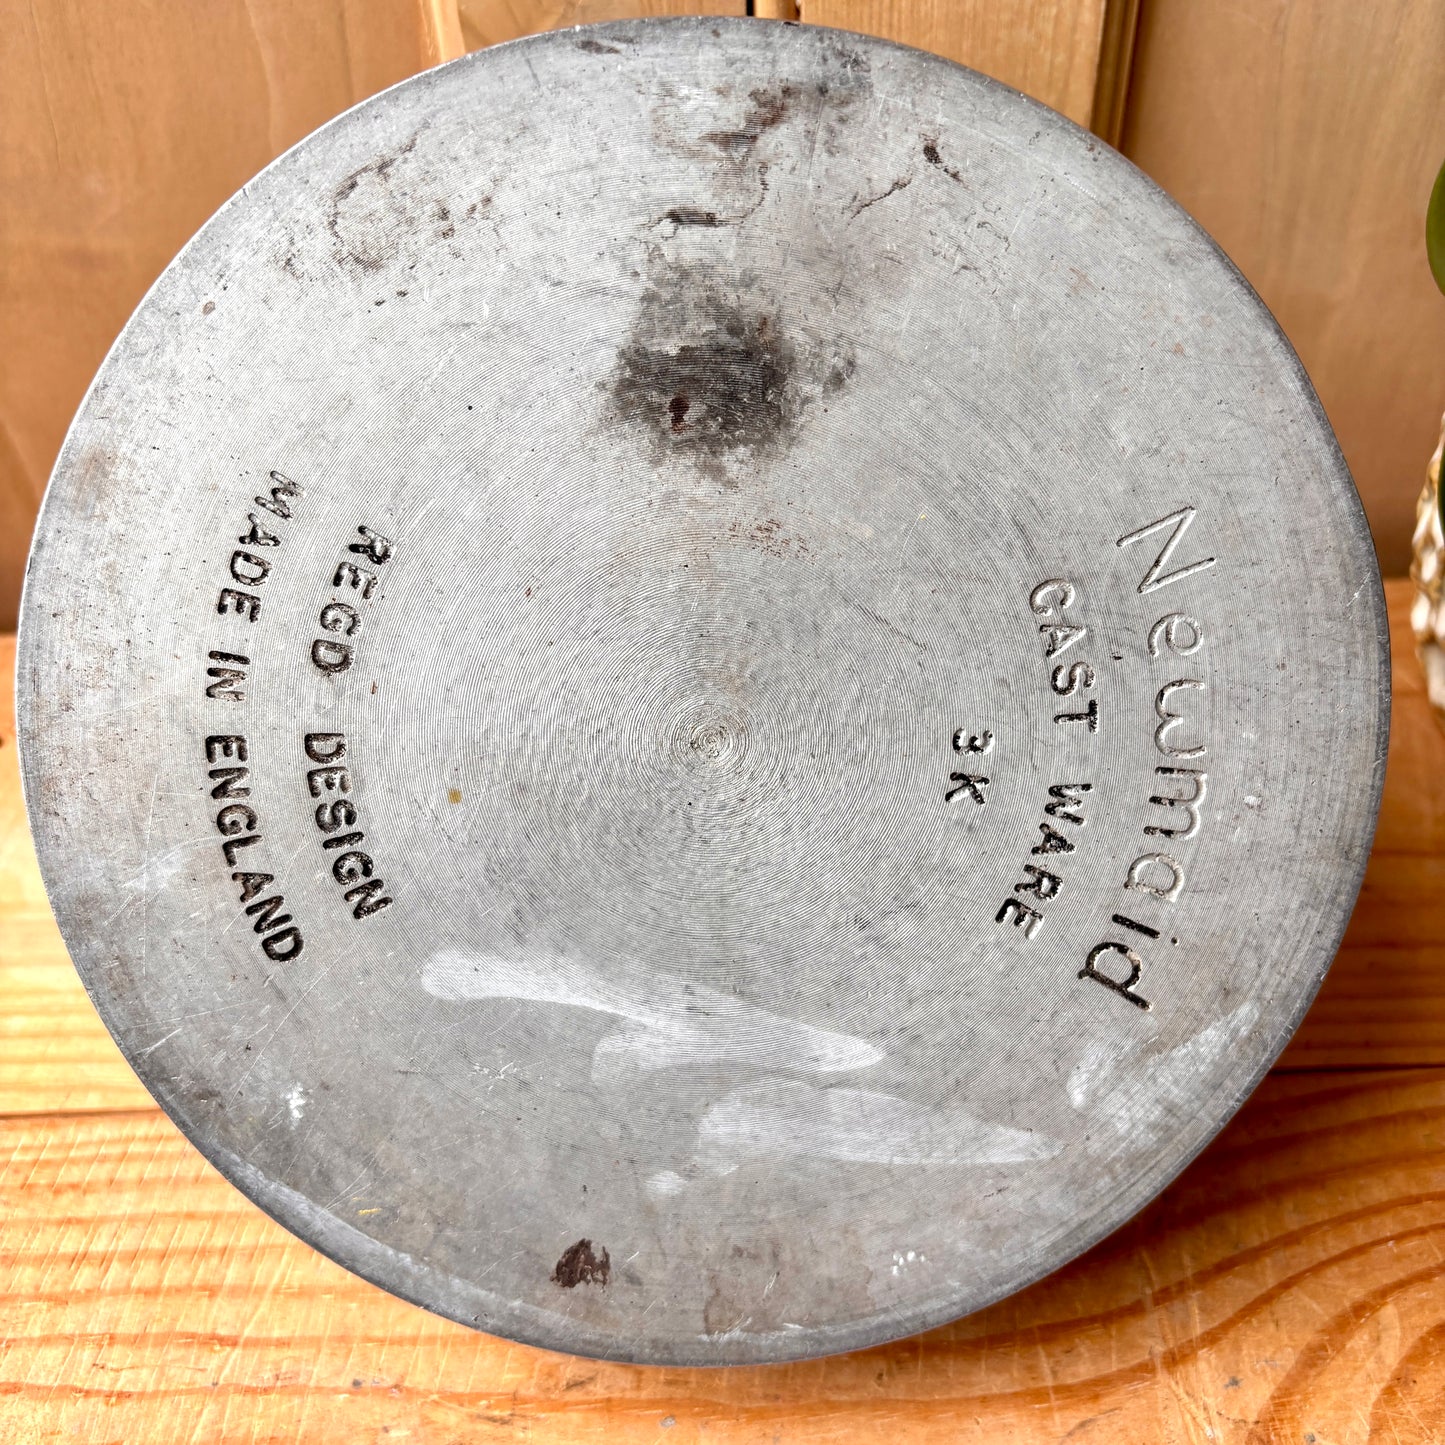 Newmaid
CAST WARE
3K
REGD DESIGN
MADE IN ENGLAND